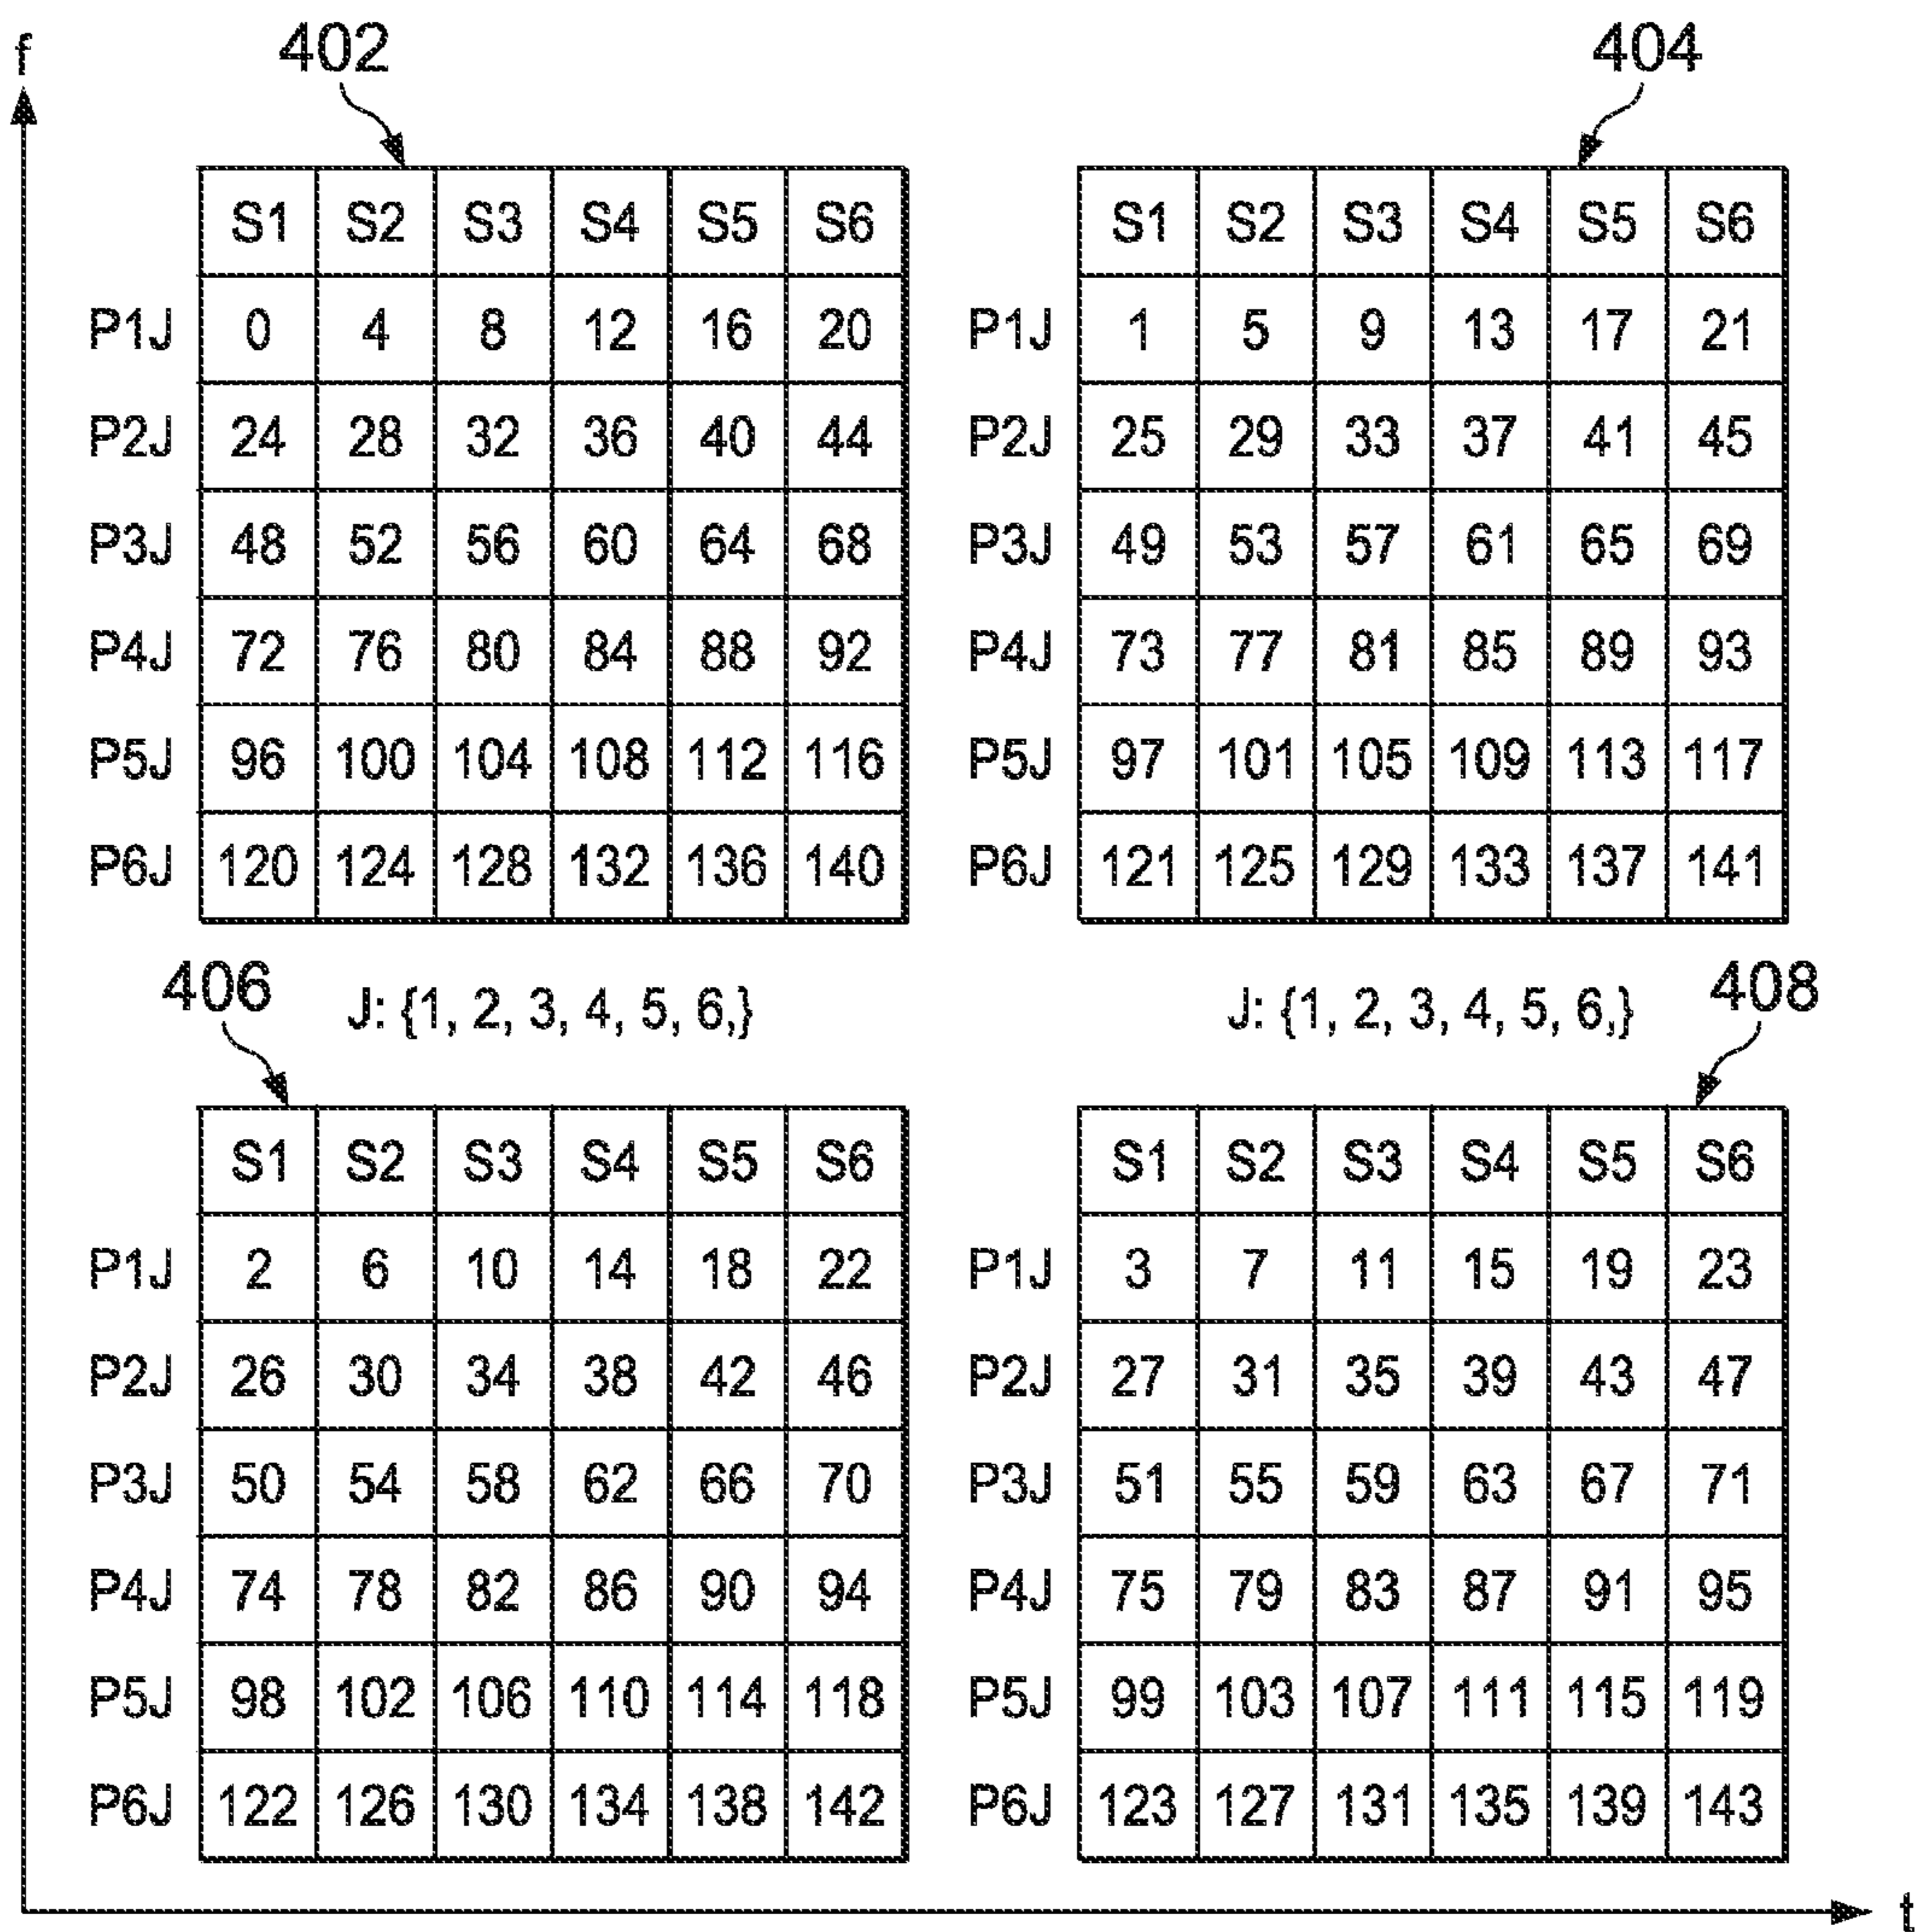 f
402 404
S1 S2 S3 S4 S5 S6 S1 S2 S3 S4 S5 S6
P1J 0 4 8 12 16 20 P1J 1 5 9 13 17 21
P2J 24 28 32 36 40 44 P2J 25 29 33 37 41 45
P3J 48 52 56 60 64 68 P3J 49 53 57 61 65 69
P4J 72 76 80 84 88 92 P4J 73 77 81 85 89 93
P5J 96 100 104 108 112 116 P5J 97 101 105 109 113 117
P6J 120 124 128 132 136 140 P6J 121 125 129 133 137 141
406 J: {1, 2, 3, 4, 5, 6,} J: {1, 2, 3, 4, 5, 6,} 408
S1 S2 S3 S4 S5 S6 S1 S2 S3 S4 S5 S6
P1J 2 6 10 14 18 22 P1J 3 7 11 15 19 23
P2J 26 30 34 38 42 46 P2J 27 31 35 39 43 47
P3J 50 54 58 62 66 70 P3J 51 55 59 63 67 71
P4J 74 78 82 86 90 94 P4J 75 79 83 87 91 95
P5J 98 102 106 110 114 118 P5J 99 103 107 111 115 119
P6J 122 126 130 134 138 142 P6J 123 127 131 135 139 143
t